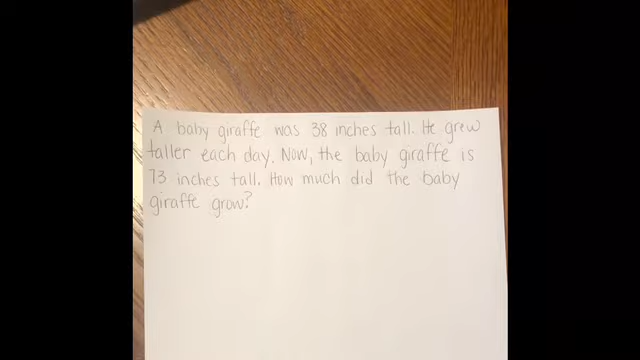 A baby giraffe was 38 inches tall. He grew
taller each day. Now, the baby giraffe is
73 inches tall. How much did the baby
giraffe grow?